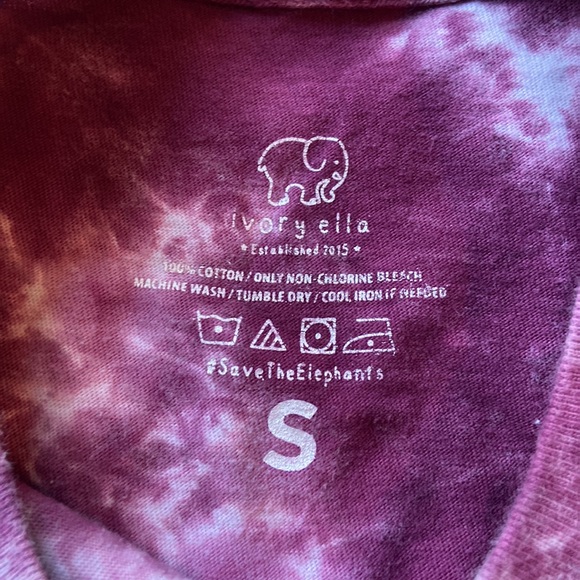 ivory ella
* Established 2015 *
100% COTTON / ONLY NON-CHLORINE BLEACH
MACHINE WASH / TUMBLE DRY / COOL IRON IF NEEDED
#SaveTheElephants
S